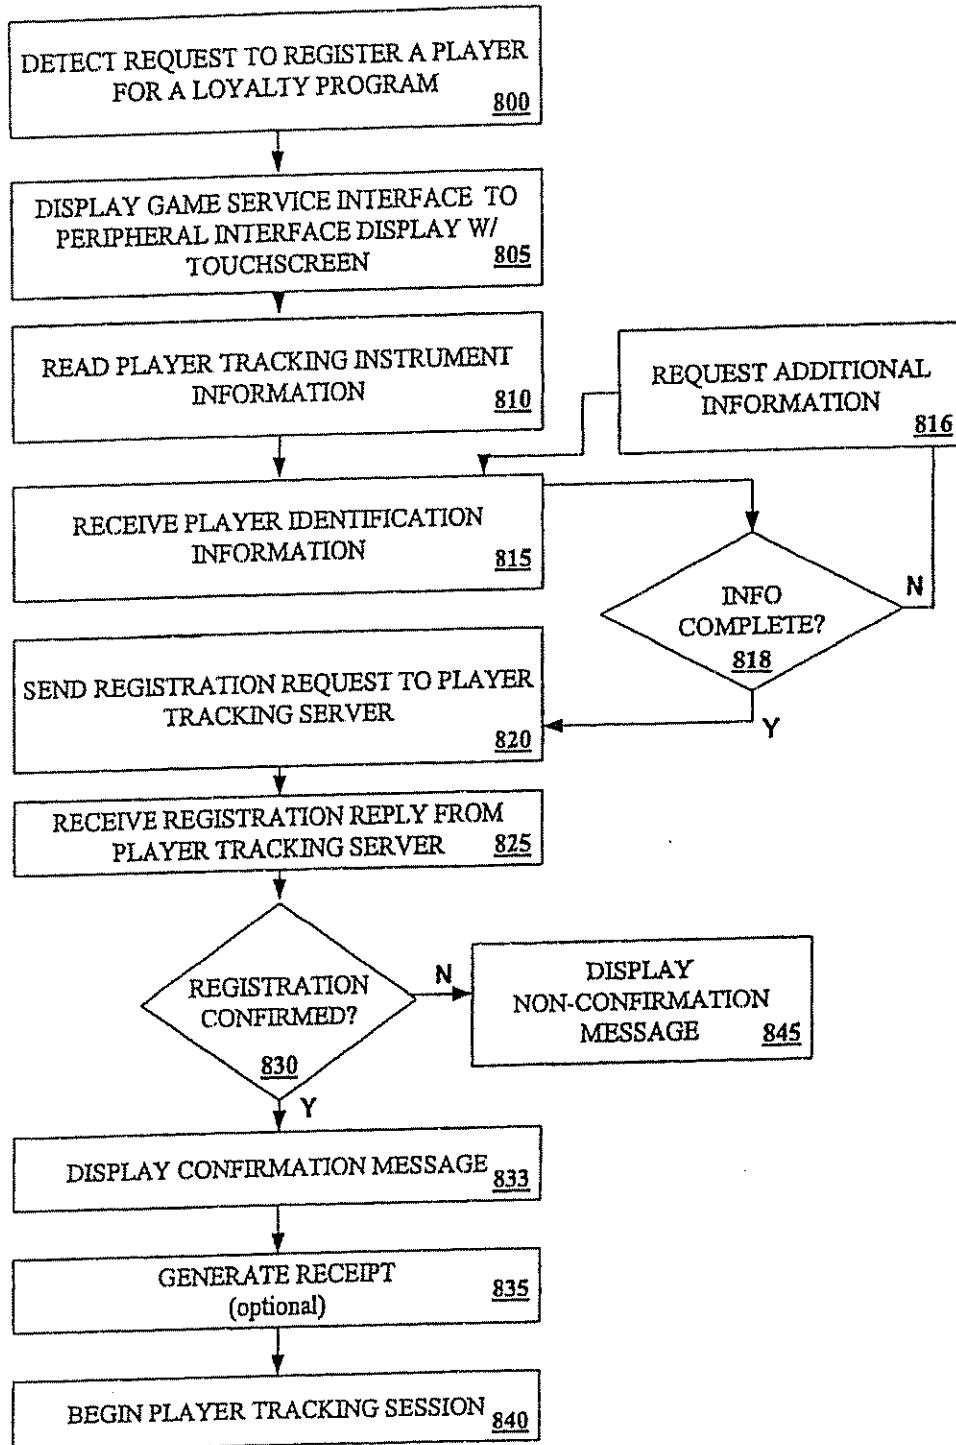 DETECT REQUEST TO REGISTER A PLAYER
FOR A LOYALTY PROGRAM
800
DISPLAY GAME SERVICE INTERFACE TO
PERIPHERAL INTERFACE DISPLAY W/
TOUCHSCREEN
805
READ PLAYER TRACKING INSTRUMENT
INFORMATION
810
REQUEST ADDITIONAL
INFORMATION
816
RECEIVE PLAYER IDENTIFICATION
INFORMATION
815
INFO
COMPLETE?
818
N
Y
SEND REGISTRATION REQUEST TO PLAYER
TRACKING SERVER
820
RECEIVE REGISTRATION REPLY FROM
PLAYER TRACKING SERVER
825
REGISTRATION
CONFIRMED?
830
N
Y
DISPLAY
NON-CONFIRMATION
MESSAGE
845
DISPLAY CONFIRMATION MESSAGE
833
GENERATE RECEIPT
(optional)
835
BEGIN PLAYER TRACKING SESSION
840